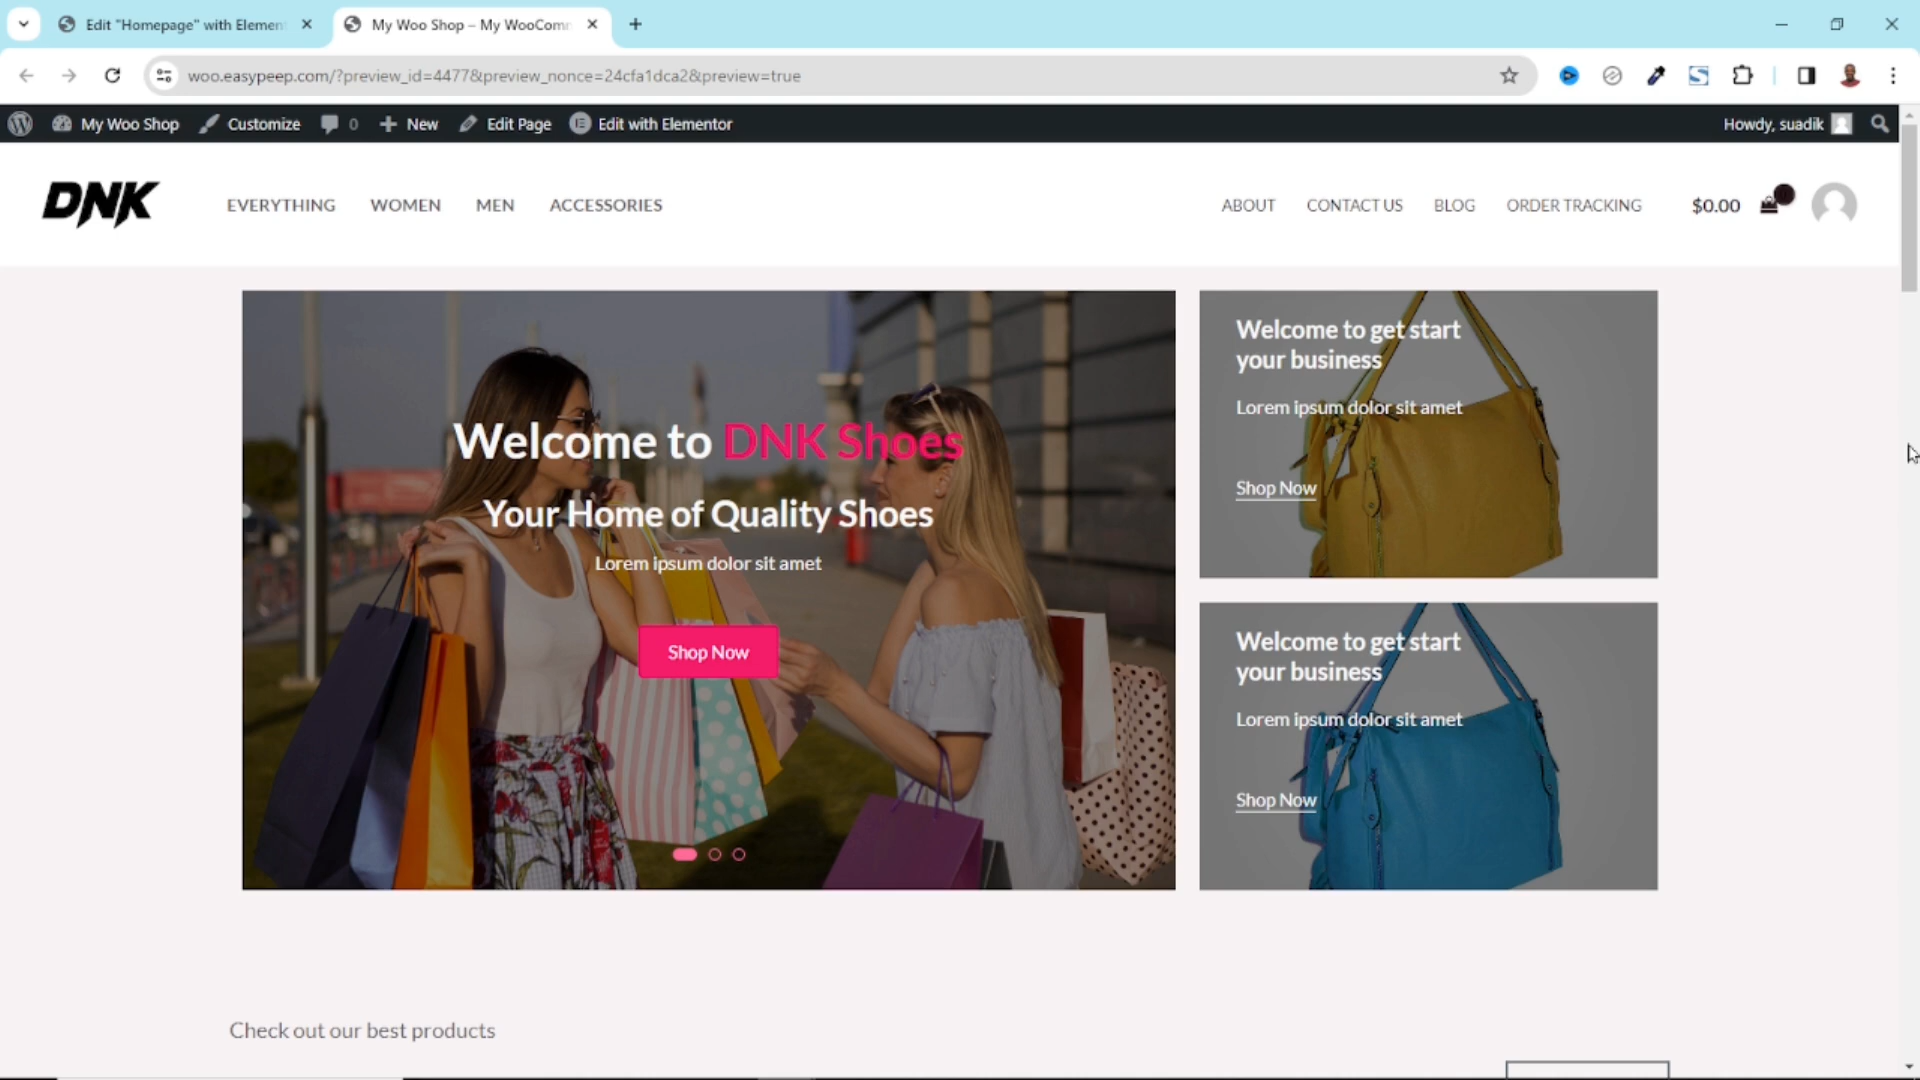 Edit "Homepage" with Element
My Woo Shop – My WooComm
woo.easypeep.com/?preview_id=4477&preview_nonce=24cfa1dca2&preview=true
My Woo Shop
Customize
0
New
Edit Page
Edit with Elementor
Howdy, suadik
DNK
EVERYTHING
WOMEN
MEN
ACCESSORIES
ABOUT
CONTACT US
BLOG
ORDER TRACKING
$0.00
Welcome to DNK Shoes
Your Home of Quality Shoes
Lorem ipsum dolor sit amet
Shop Now
Welcome to get start
your business
Lorem ipsum dolor sit amet
Shop Now
Welcome to get start
your business
Lorem ipsum dolor sit amet
Shop Now
Check out our best products